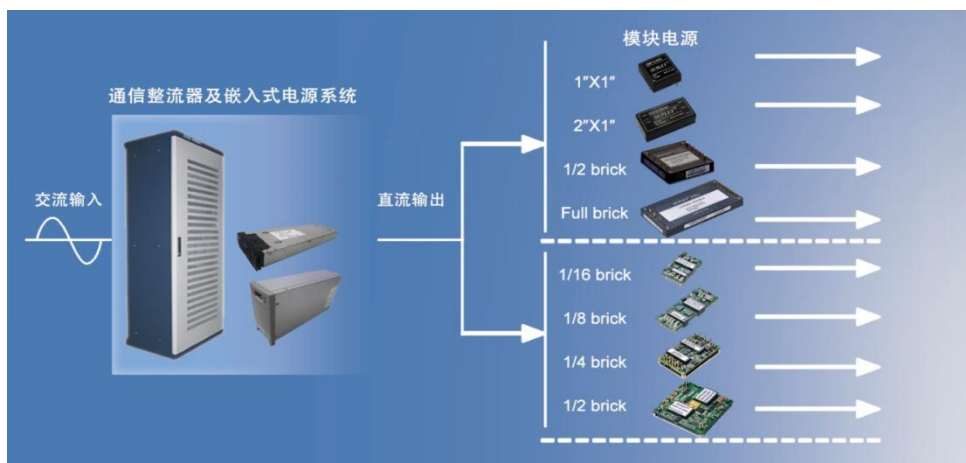 模块电源
1"X1"
通信整流器及嵌入式电源系统
2"X1"
1/2 brick
交流输入
直流输出
Full brick
1/16 brick
1/8 brick
1/4 brick
1/2 brick